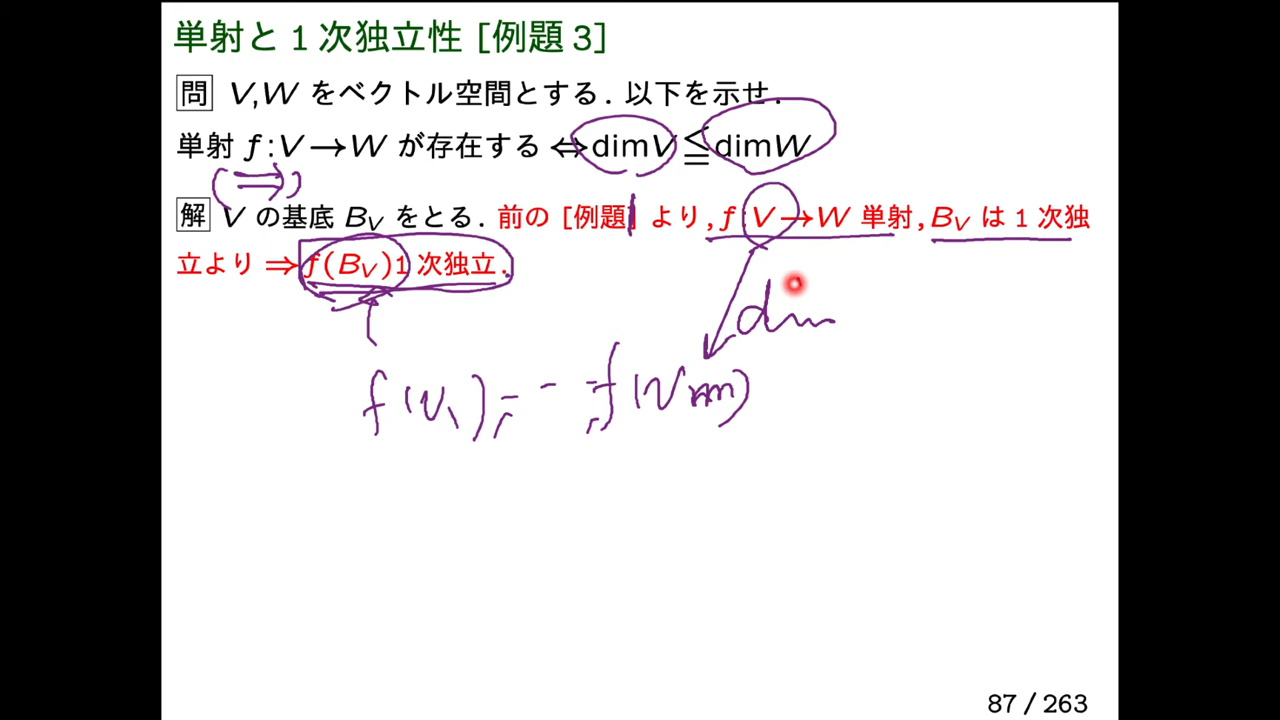 単射と1次独立性 [例題3]
問 V,W をベクトル空間とする. 以下を示せ.
単射 f:V→W が存在する ⇔ dimV ≦ dimW
(⇒)
解 V の基底 B_V をとる. 前の [例題] より, f:V→W 単射, B_V は1次独
立より ⇒ f(B_V)1次独立.
dim
f(v_1), - - , f(v_m)
87 / 263